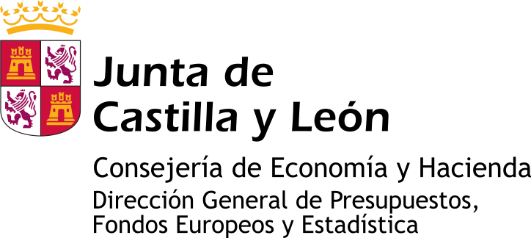 Junta de
Castilla y León
Consejería de Economía y Hacienda
Dirección General de Presupuestos,
Fondos Europeos y Estadística